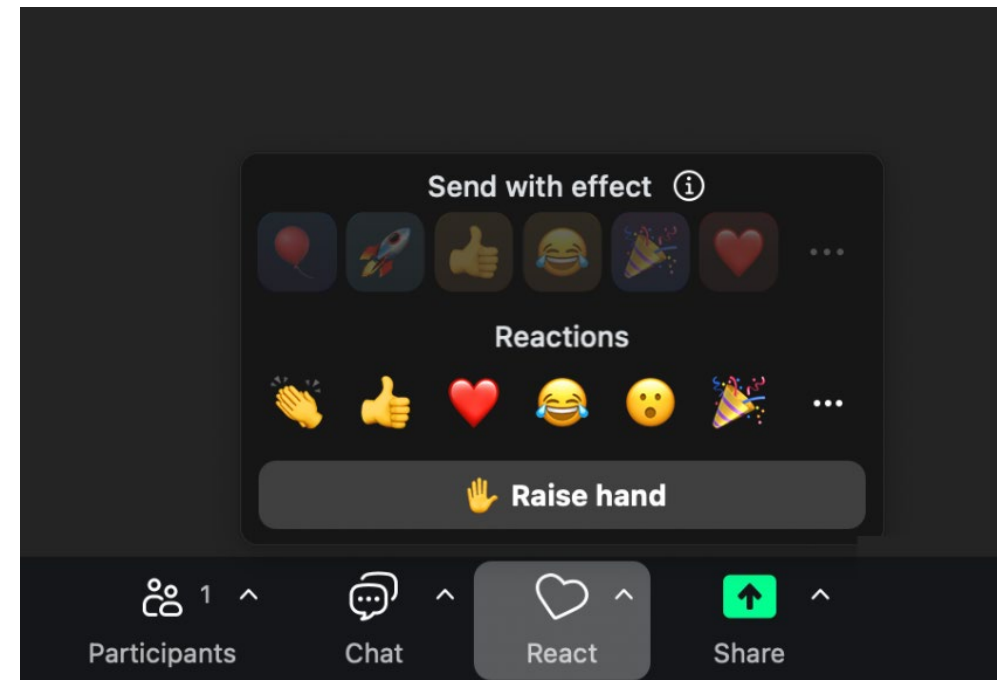 Send with effect
Reactions
Raise hand
1
Participants
Chat
React
Share